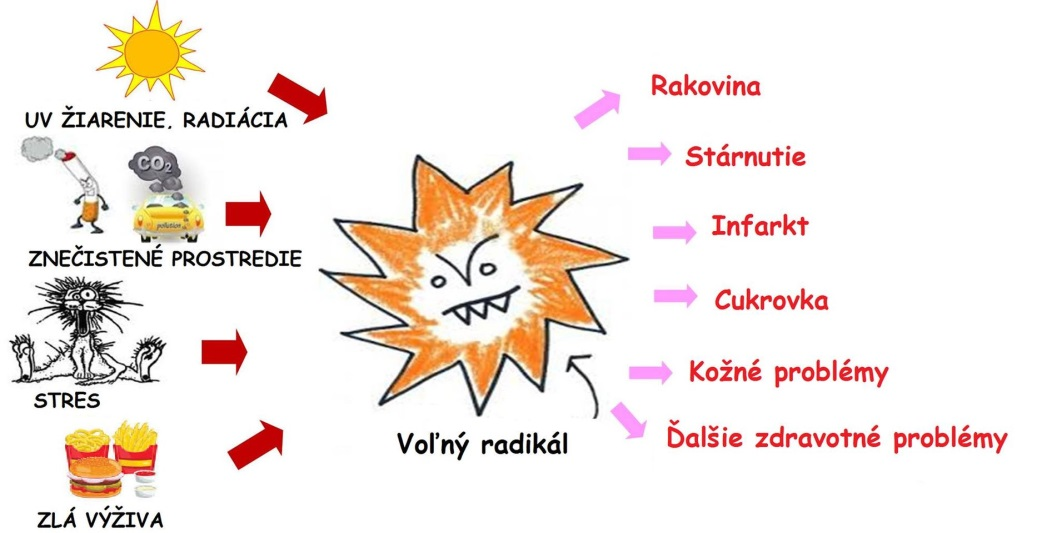 UV ŽIARENIE, RADIÁCIA
CO2
pollution
ZNEČISTENÉ PROSTREDIE
STRES
ZLÁ VÝŽIVA
Voľný radikál
Rakovina
Stárnutie
Infarkt
Cukrovka
Kožné problémy
Ďalšie zdravotné problémy